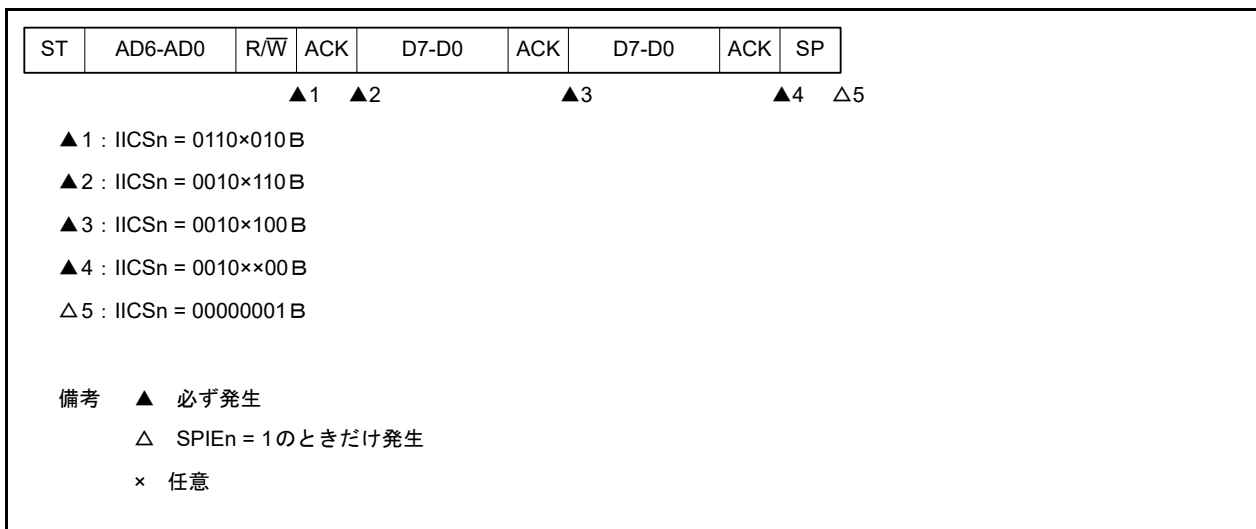 ST AD6-AD0 R/W̅ ACK D7-D0 ACK D7-D0 ACK SP
▲1 ▲2 ▲3 ▲4 △5
▲1：IICSn = 0110×010B
▲2：IICSn = 0010×110B
▲3：IICSn = 0010×100B
▲4：IICSn = 0010××00B
△5：IICSn = 00000001B
備考 ▲ 必ず発生
△ SPIEn = 1のときだけ発生
× 任意